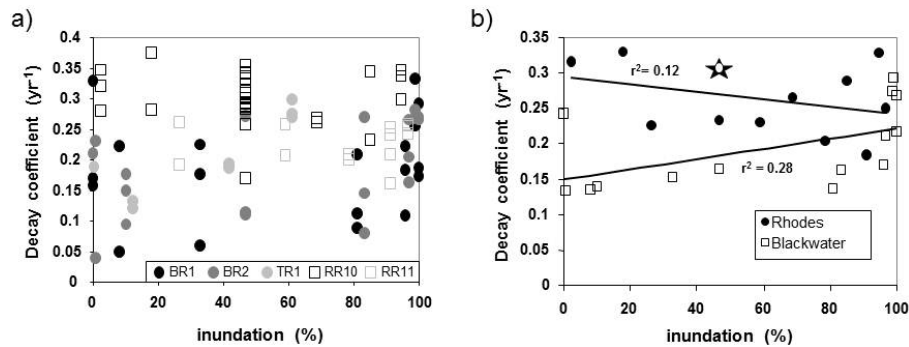 a)
Decay coefficient (yr⁻¹)
0.4
0.35
0.3
0.25
0.2
0.15
0.1
0.05
0
BR1 BR2 TR1 RR10 RR11
0 20 40 60 80 100
inundation (%)
b)
Decay coefficient (yr⁻¹)
0.35
0.3
0.25
0.2
0.15
0.1
0.05
0
r²= 0.12
r² = 0.28
Rhodes
Blackwater
0 20 40 60 80 100
inundation (%)